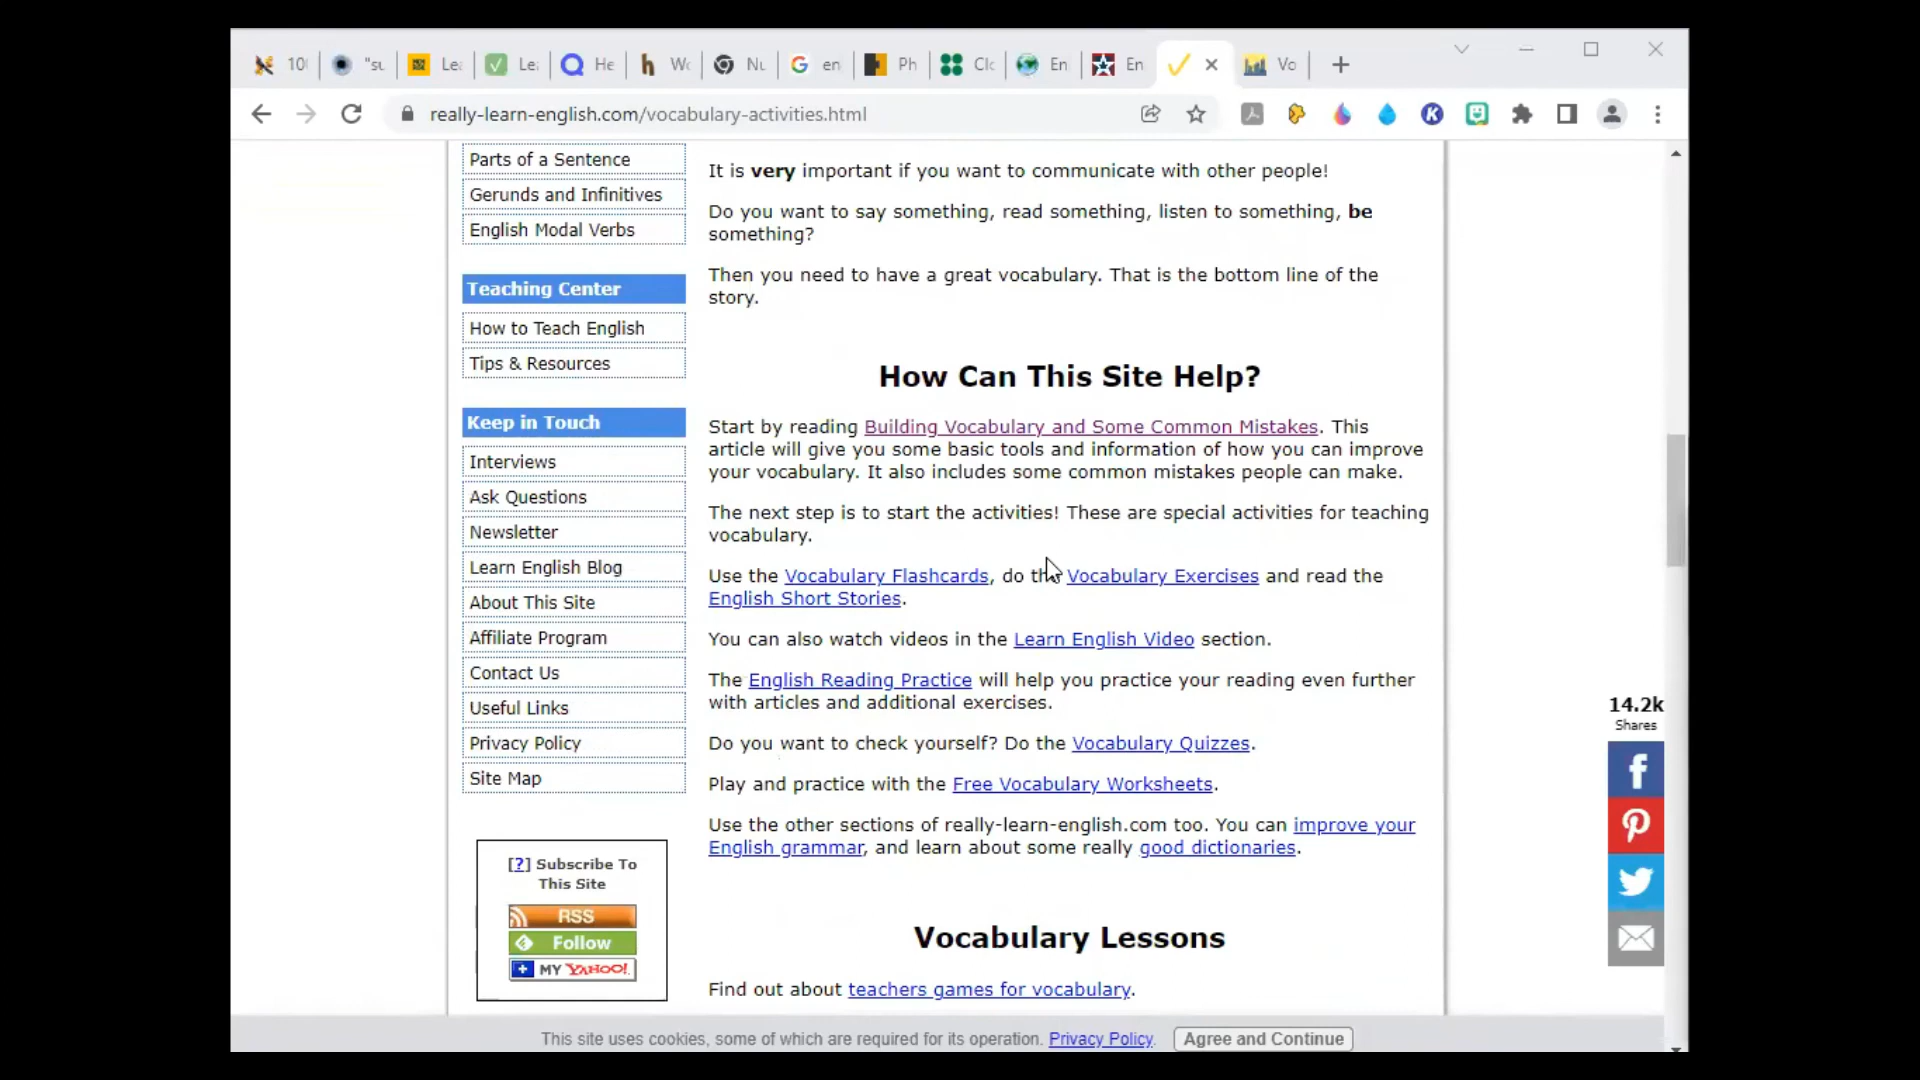 10
"su
Le
Le
He
h
W
Nu
G
en
Ph
Clo
En
En
Vo
really-learn-english.com/vocabulary-activities.html
K
Parts of a Sentence
Gerunds and Infinitives
English Modal Verbs
Teaching Center
How to Teach English
Tips & Resources
Keep in Touch
Interviews
Ask Questions
Newsletter
Learn English Blog
About This Site
Affiliate Program
Contact Us
Useful Links
Privacy Policy
Site Map
[?] Subscribe To
This Site
RSS
Follow
MY YAHOO!
It is very important if you want to communicate with other people!
Do you want to say something, read something, listen to something, be
something?
Then you need to have a great vocabulary. That is the bottom line of the
story.
How Can This Site Help?
Start by reading Building Vocabulary and Some Common Mistakes. This
article will give you some basic tools and information of how you can improve
your vocabulary. It also includes some common mistakes people can make.
The next step is to start the activities! These are special activities for teaching
vocabulary.
Use the Vocabulary Flashcards, do the Vocabulary Exercises and read the
English Short Stories.
You can also watch videos in the Learn English Video section.
The English Reading Practice will help you practice your reading even further
with articles and additional exercises.
Do you want to check yourself? Do the Vocabulary Quizzes.
Play and practice with the Free Vocabulary Worksheets.
Use the other sections of really-learn-english.com too. You can improve your
English grammar, and learn about some really good dictionaries.
Vocabulary Lessons
Find out about teachers games for vocabulary.
14.2k
Shares
This site uses cookies, some of which are required for its operation. Privacy Policy. Agree and Continue